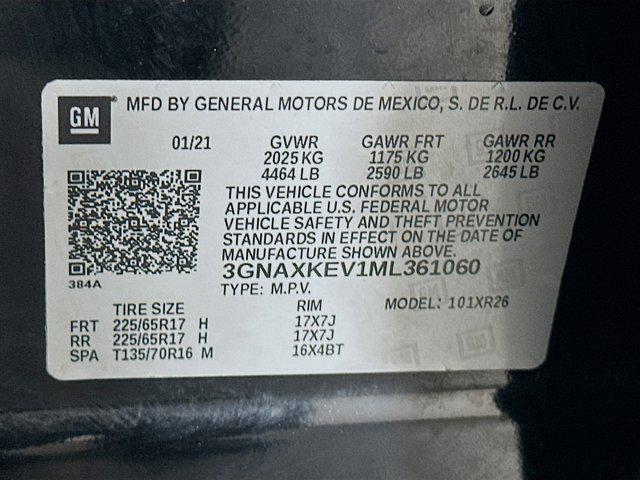 GM
MFD BY GENERAL MOTORS DE MEXICO, S. DE R.L. DE C.V.
01/21 GVWR GAWR FRT GAWR RR
2025 KG 1175 KG 1200 KG
4464 LB 2590 LB 2645 LB
THIS VEHICLE CONFORMS TO ALL
APPLICABLE U.S. FEDERAL MOTOR
VEHICLE SAFETY AND THEFT PREVENTION
STANDARDS IN EFFECT ON THE DATE OF
MANUFACTURE SHOWN ABOVE.
384A
3GNAXKEV1ML361060
TYPE: M.P.V.
TIRE SIZE RIM MODEL: 101XR26
FRT 225/65R17 H 17X7J
RR 225/65R17 H 17X7J
SPA T135/70R16 M 16X4BT